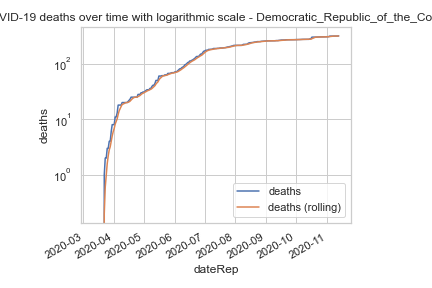 VID-19 deaths over time with logarithmic scale - Democratic_Republic_of_the_Co
10²
10¹
10⁰
deaths
deaths
deaths (rolling)
2020-03
2020-04
2020-05
2020-06
2020-07
2020-08
2020-09
2020-10
2020-11
dateRep